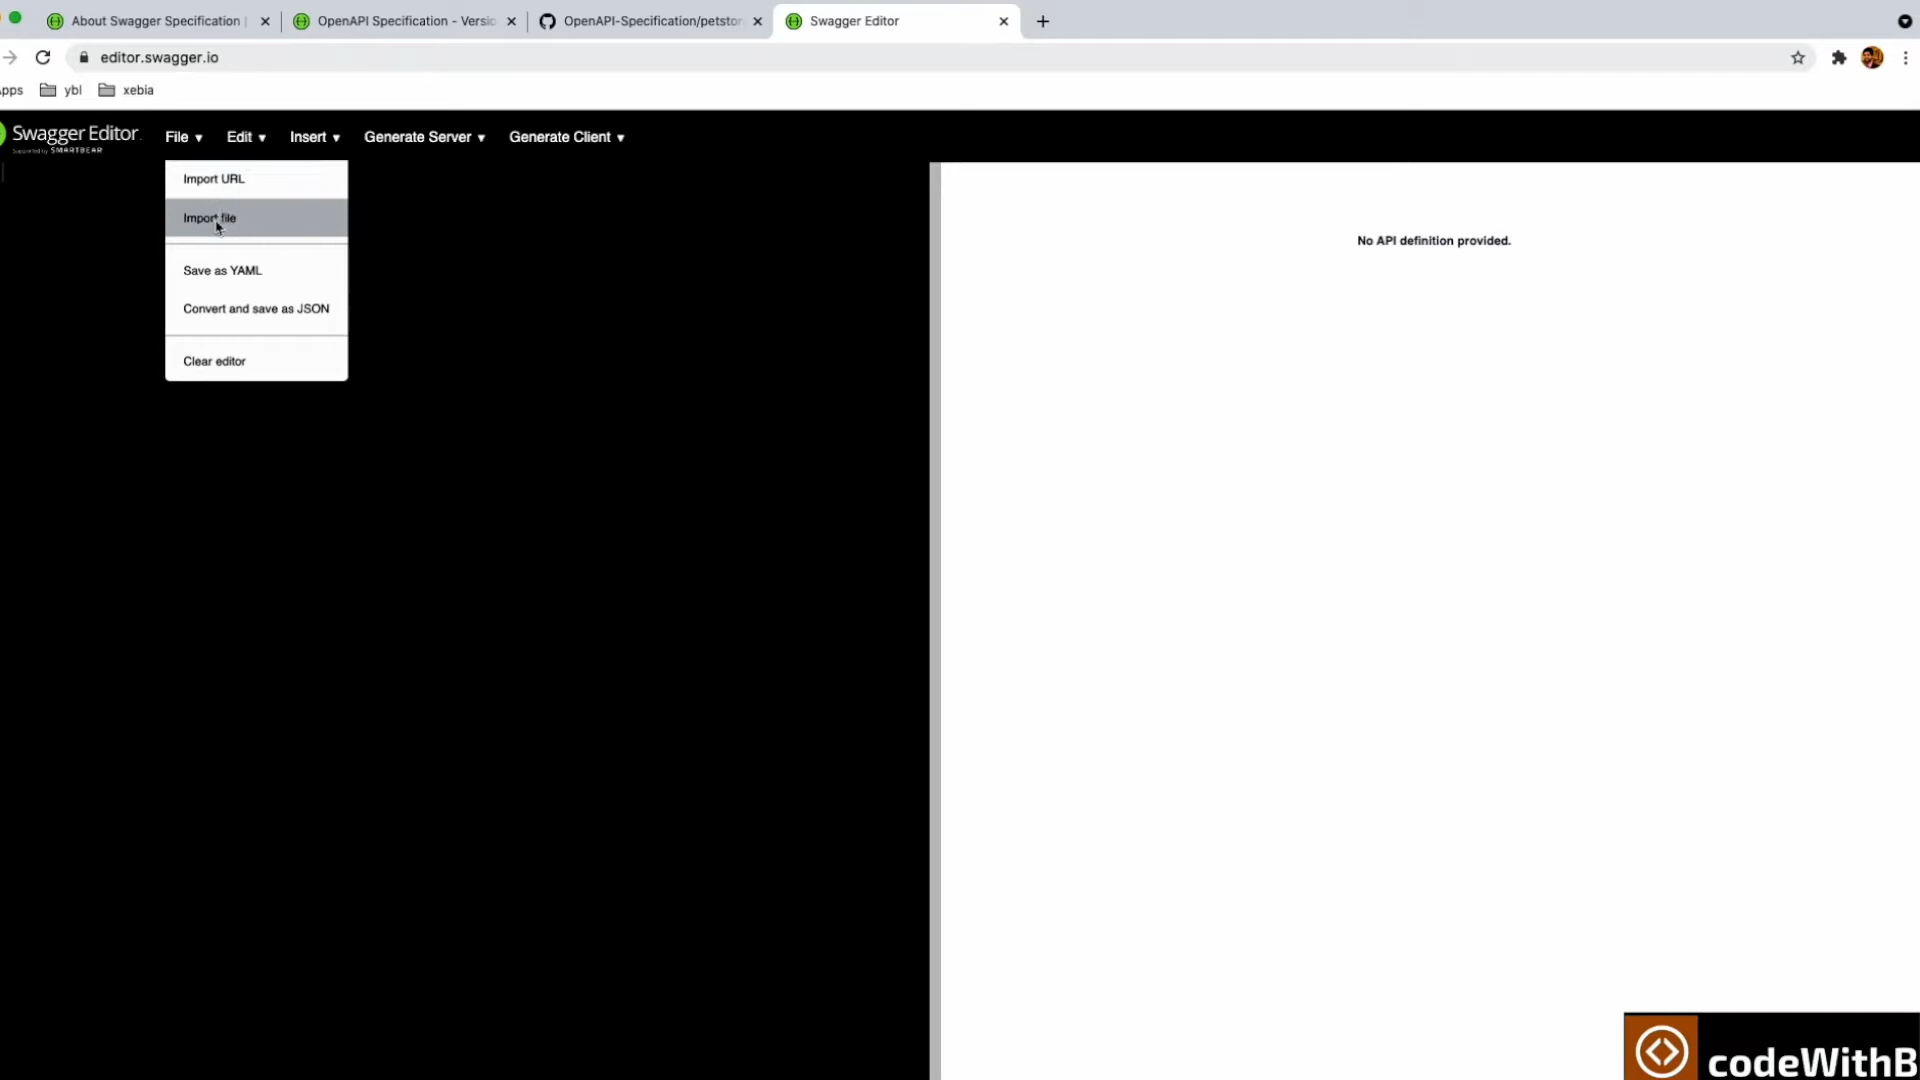 About Swagger Specification
OpenAPI Specification - Versio
OpenAPI-Specification/petstor
Swagger Editor
editor.swagger.io
pps
ybl
xebia
Swagger Editor
Supported by SMARTBEAR
File ▾
Edit ▾
Insert ▾
Generate Server ▾
Generate Client ▾
Import URL
Import file
Save as YAML
Convert and save as JSON
Clear editor
No API definition provided.
codeWithB